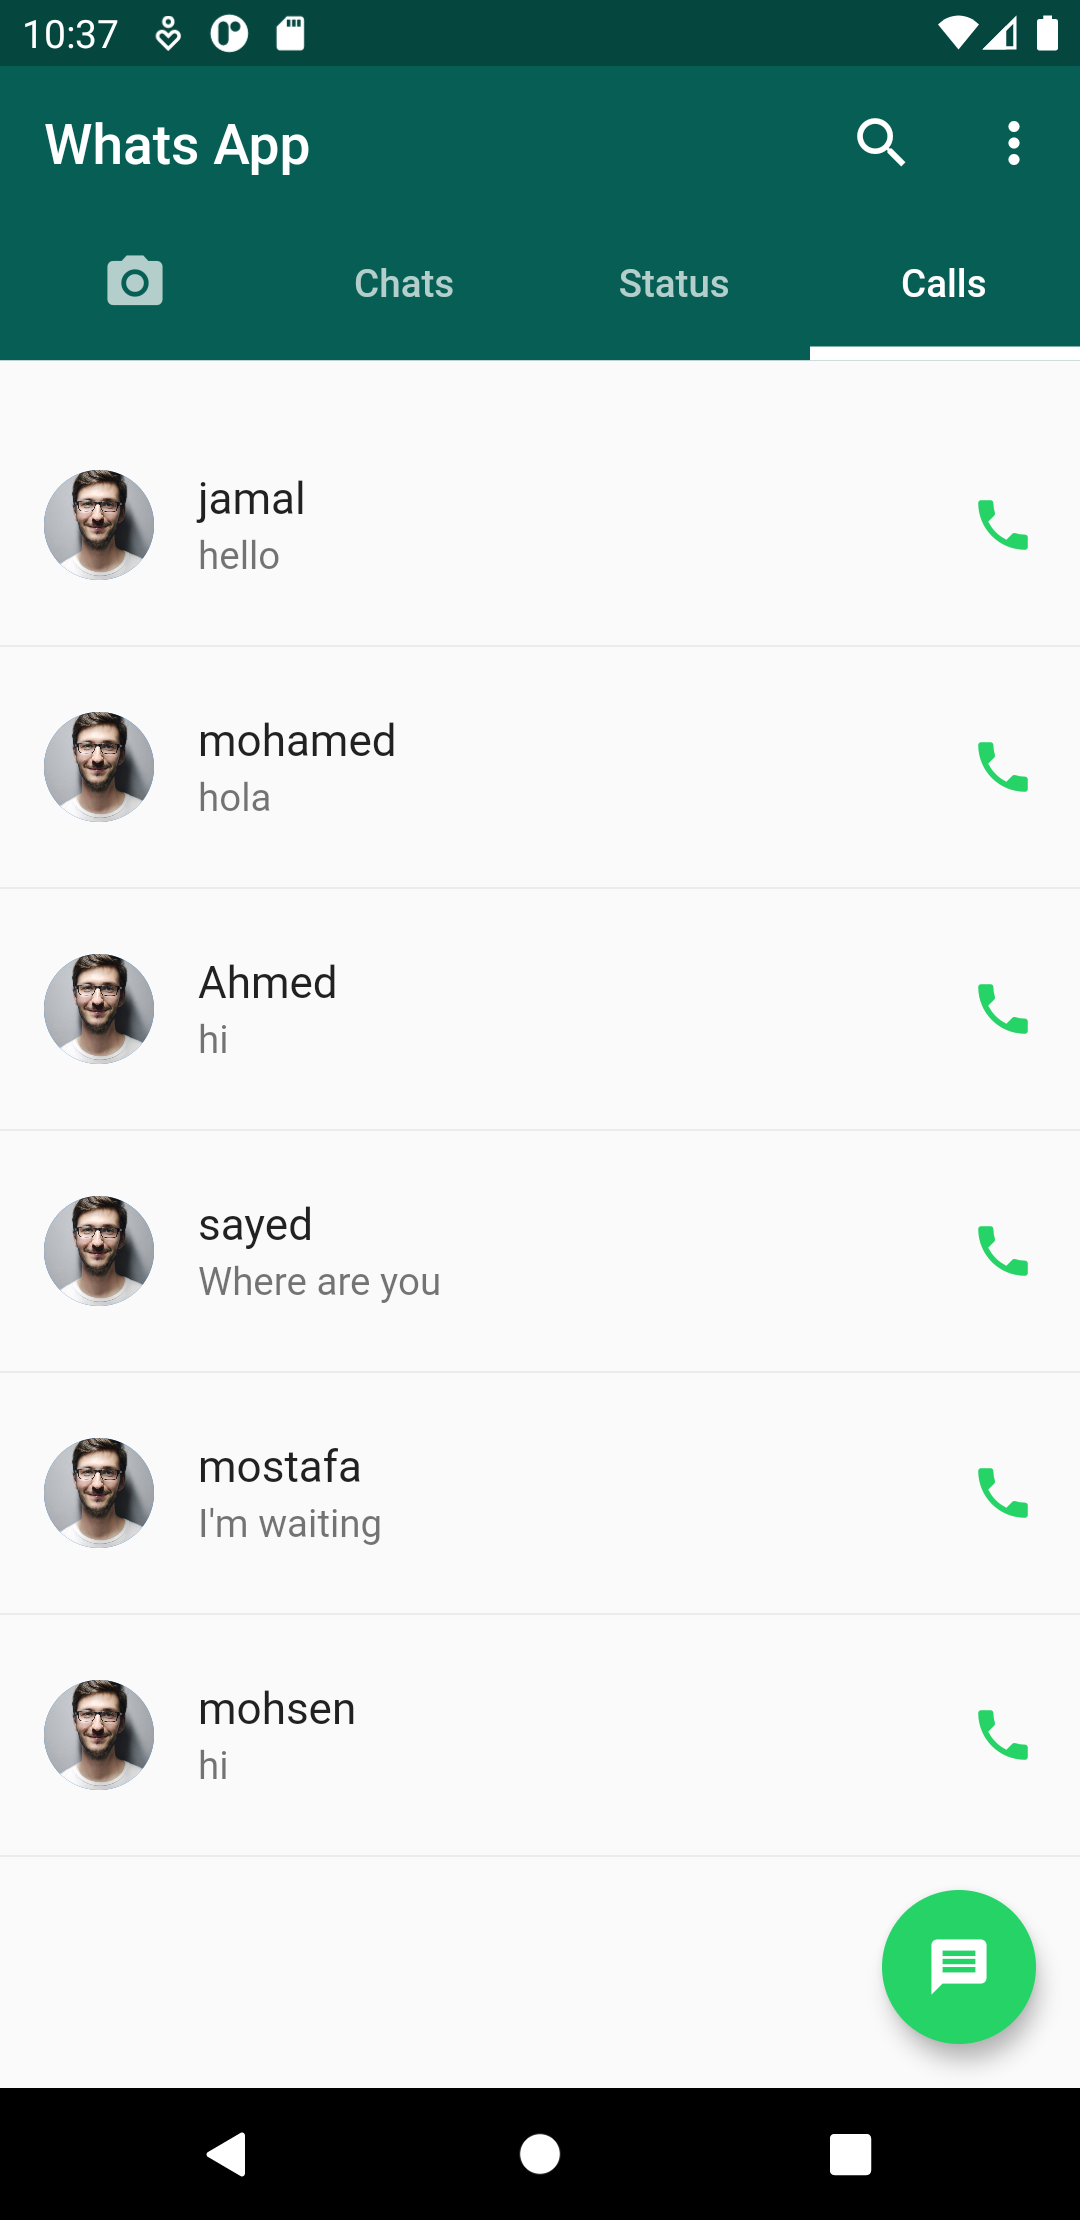 10:37
Whats App
Chats
Status
Calls
jamal
hello
mohamed
hola
Ahmed
hi
sayed
Where are you
mostafa
I'm waiting
mohsen
hi